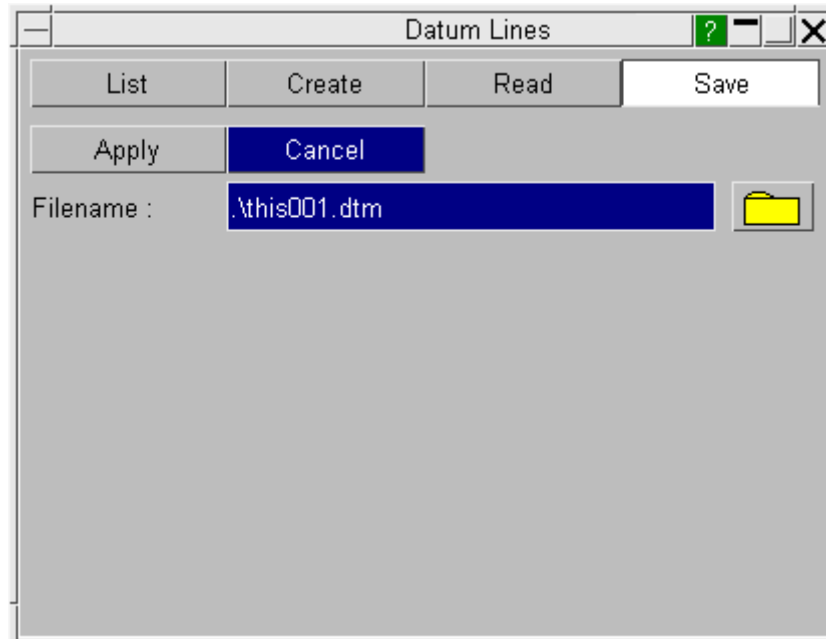 Datum Lines ?
List Create Read Save
Apply Cancel
Filename : .\this001.dtm